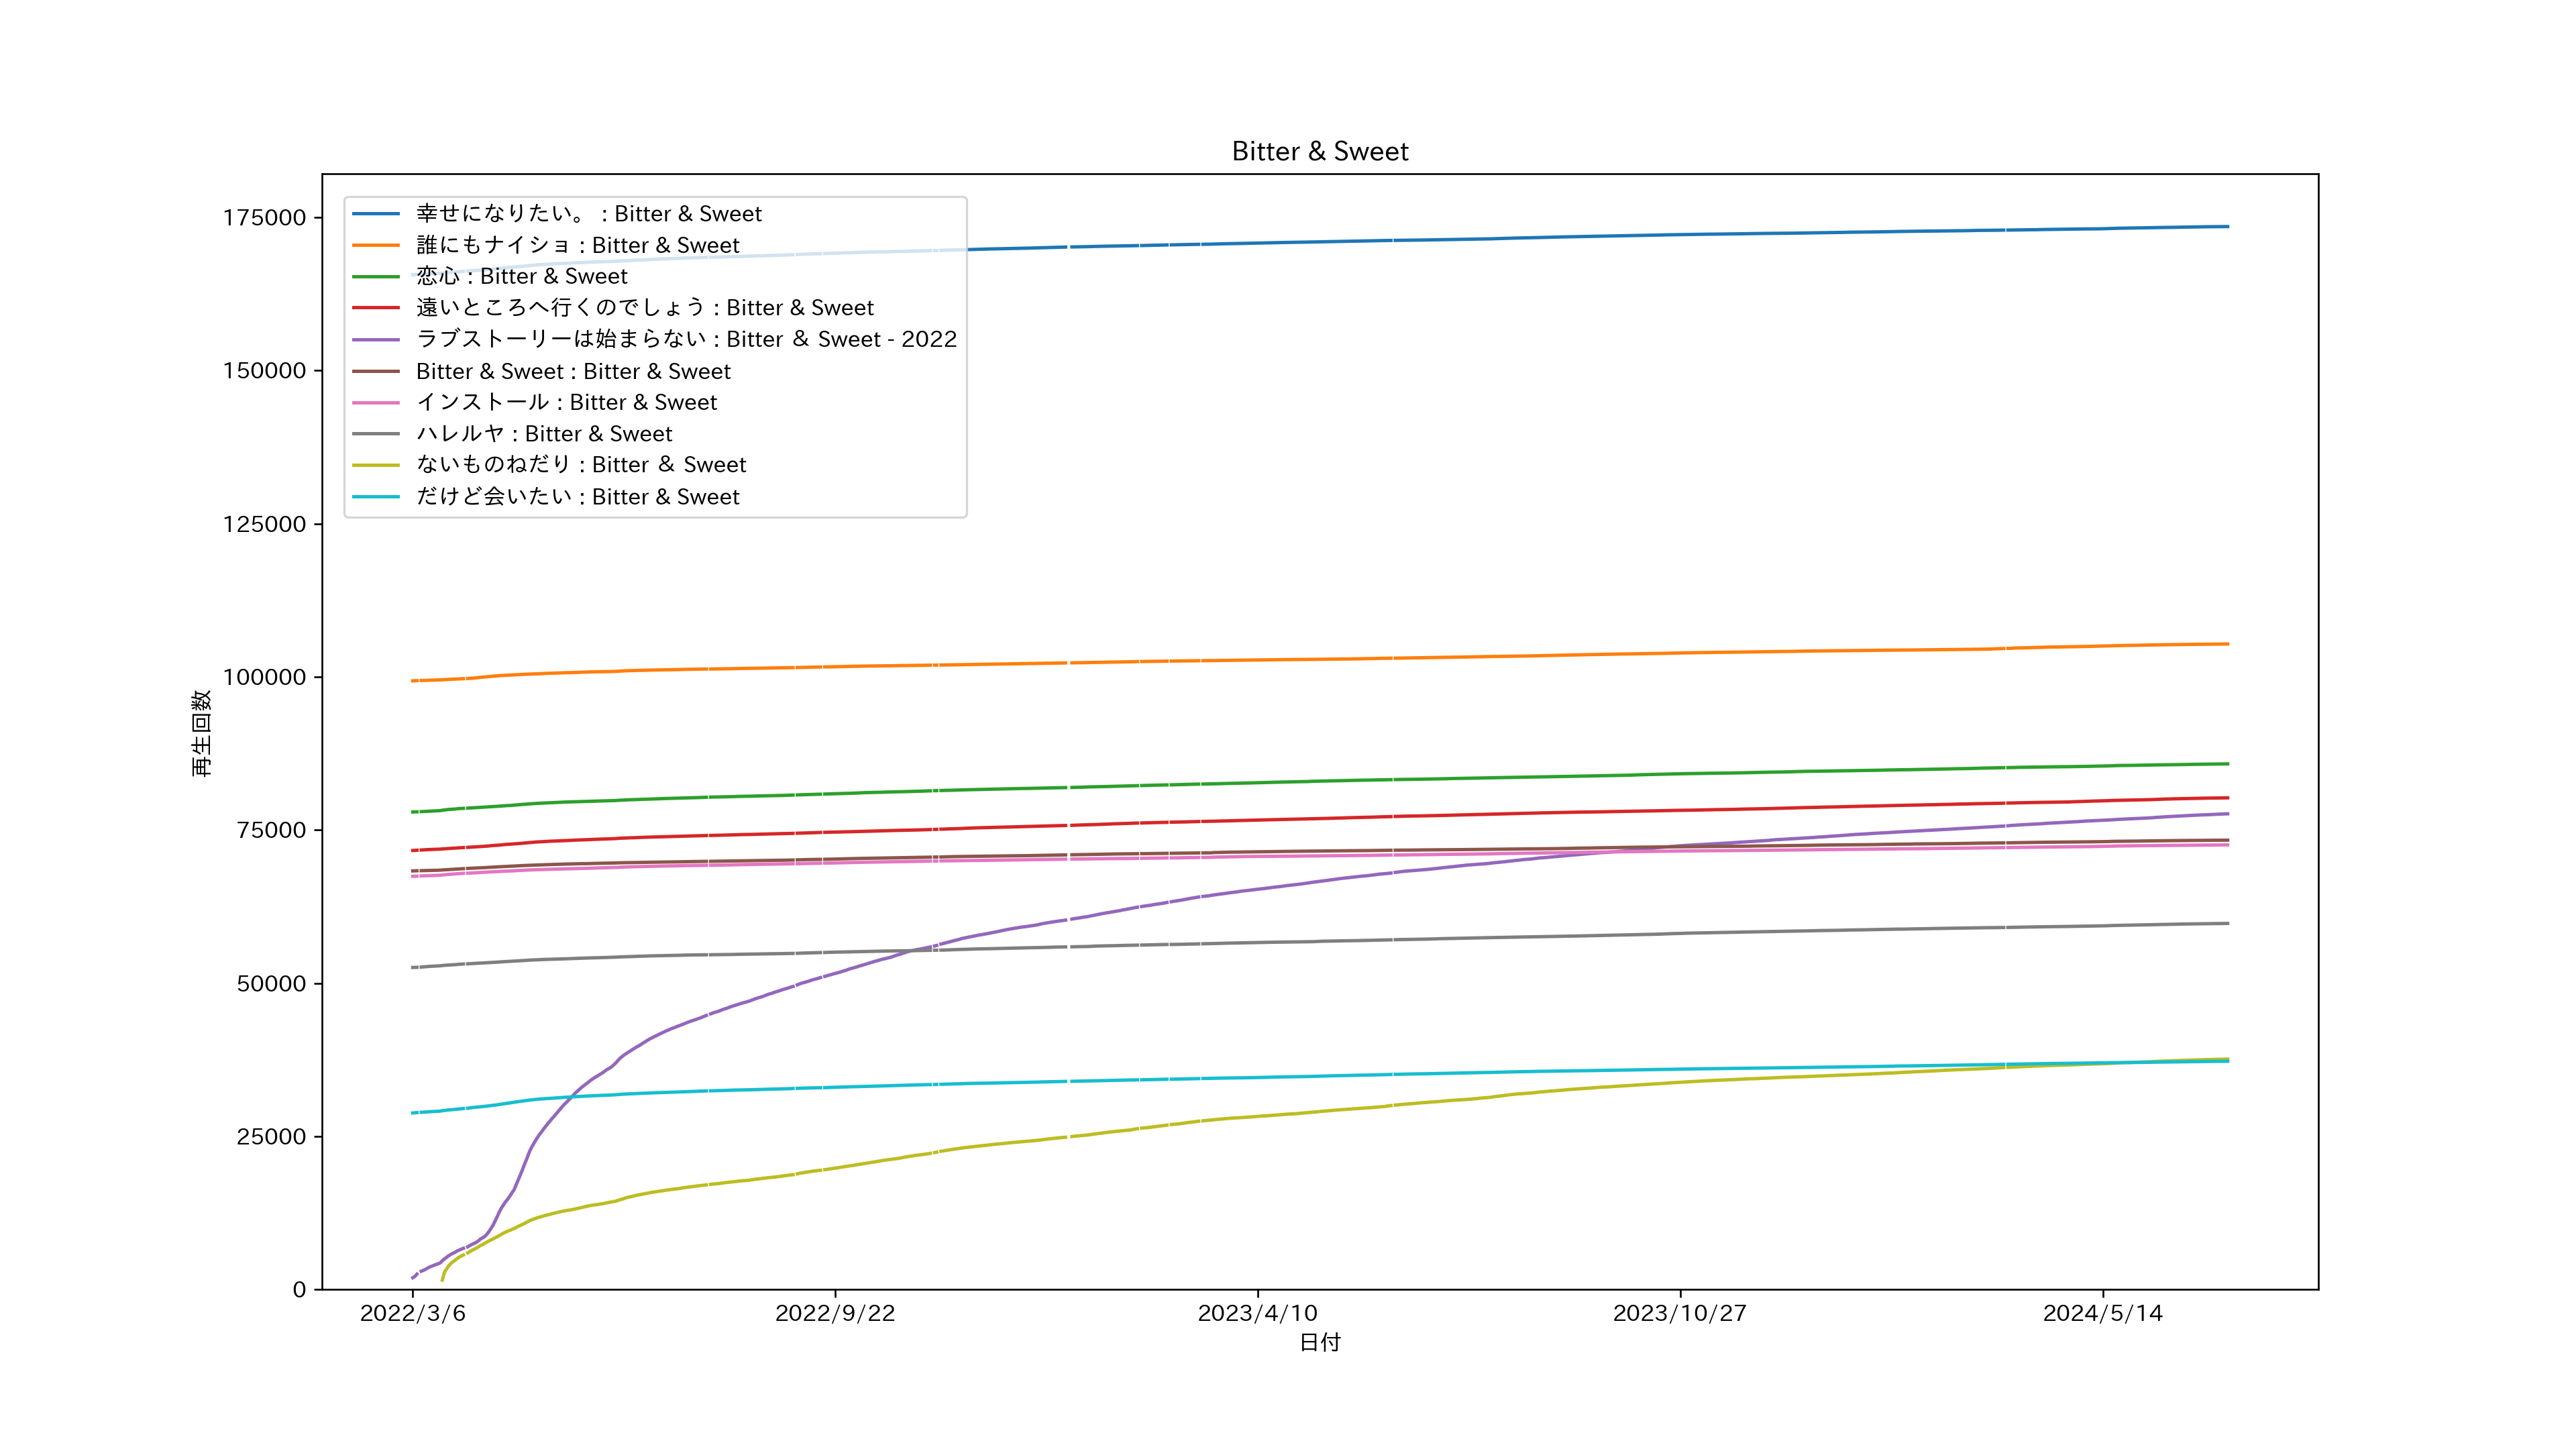 Bitter & Sweet
175000
150000
125000
100000
75000
50000
25000
0
再生回数
幸せになりたい。 : Bitter & Sweet
誰にもナイショ : Bitter & Sweet
恋心 : Bitter & Sweet
遠いところへ行くのでしょう : Bitter & Sweet
ラブストーリーは始まらない : Bitter ＆ Sweet - 2022
Bitter & Sweet : Bitter & Sweet
インストール : Bitter & Sweet
ハレルヤ : Bitter & Sweet
ないものねだり : Bitter ＆ Sweet
だけど会いたい : Bitter & Sweet
2022/3/6
2022/9/22
2023/4/10
2023/10/27
2024/5/14
日付